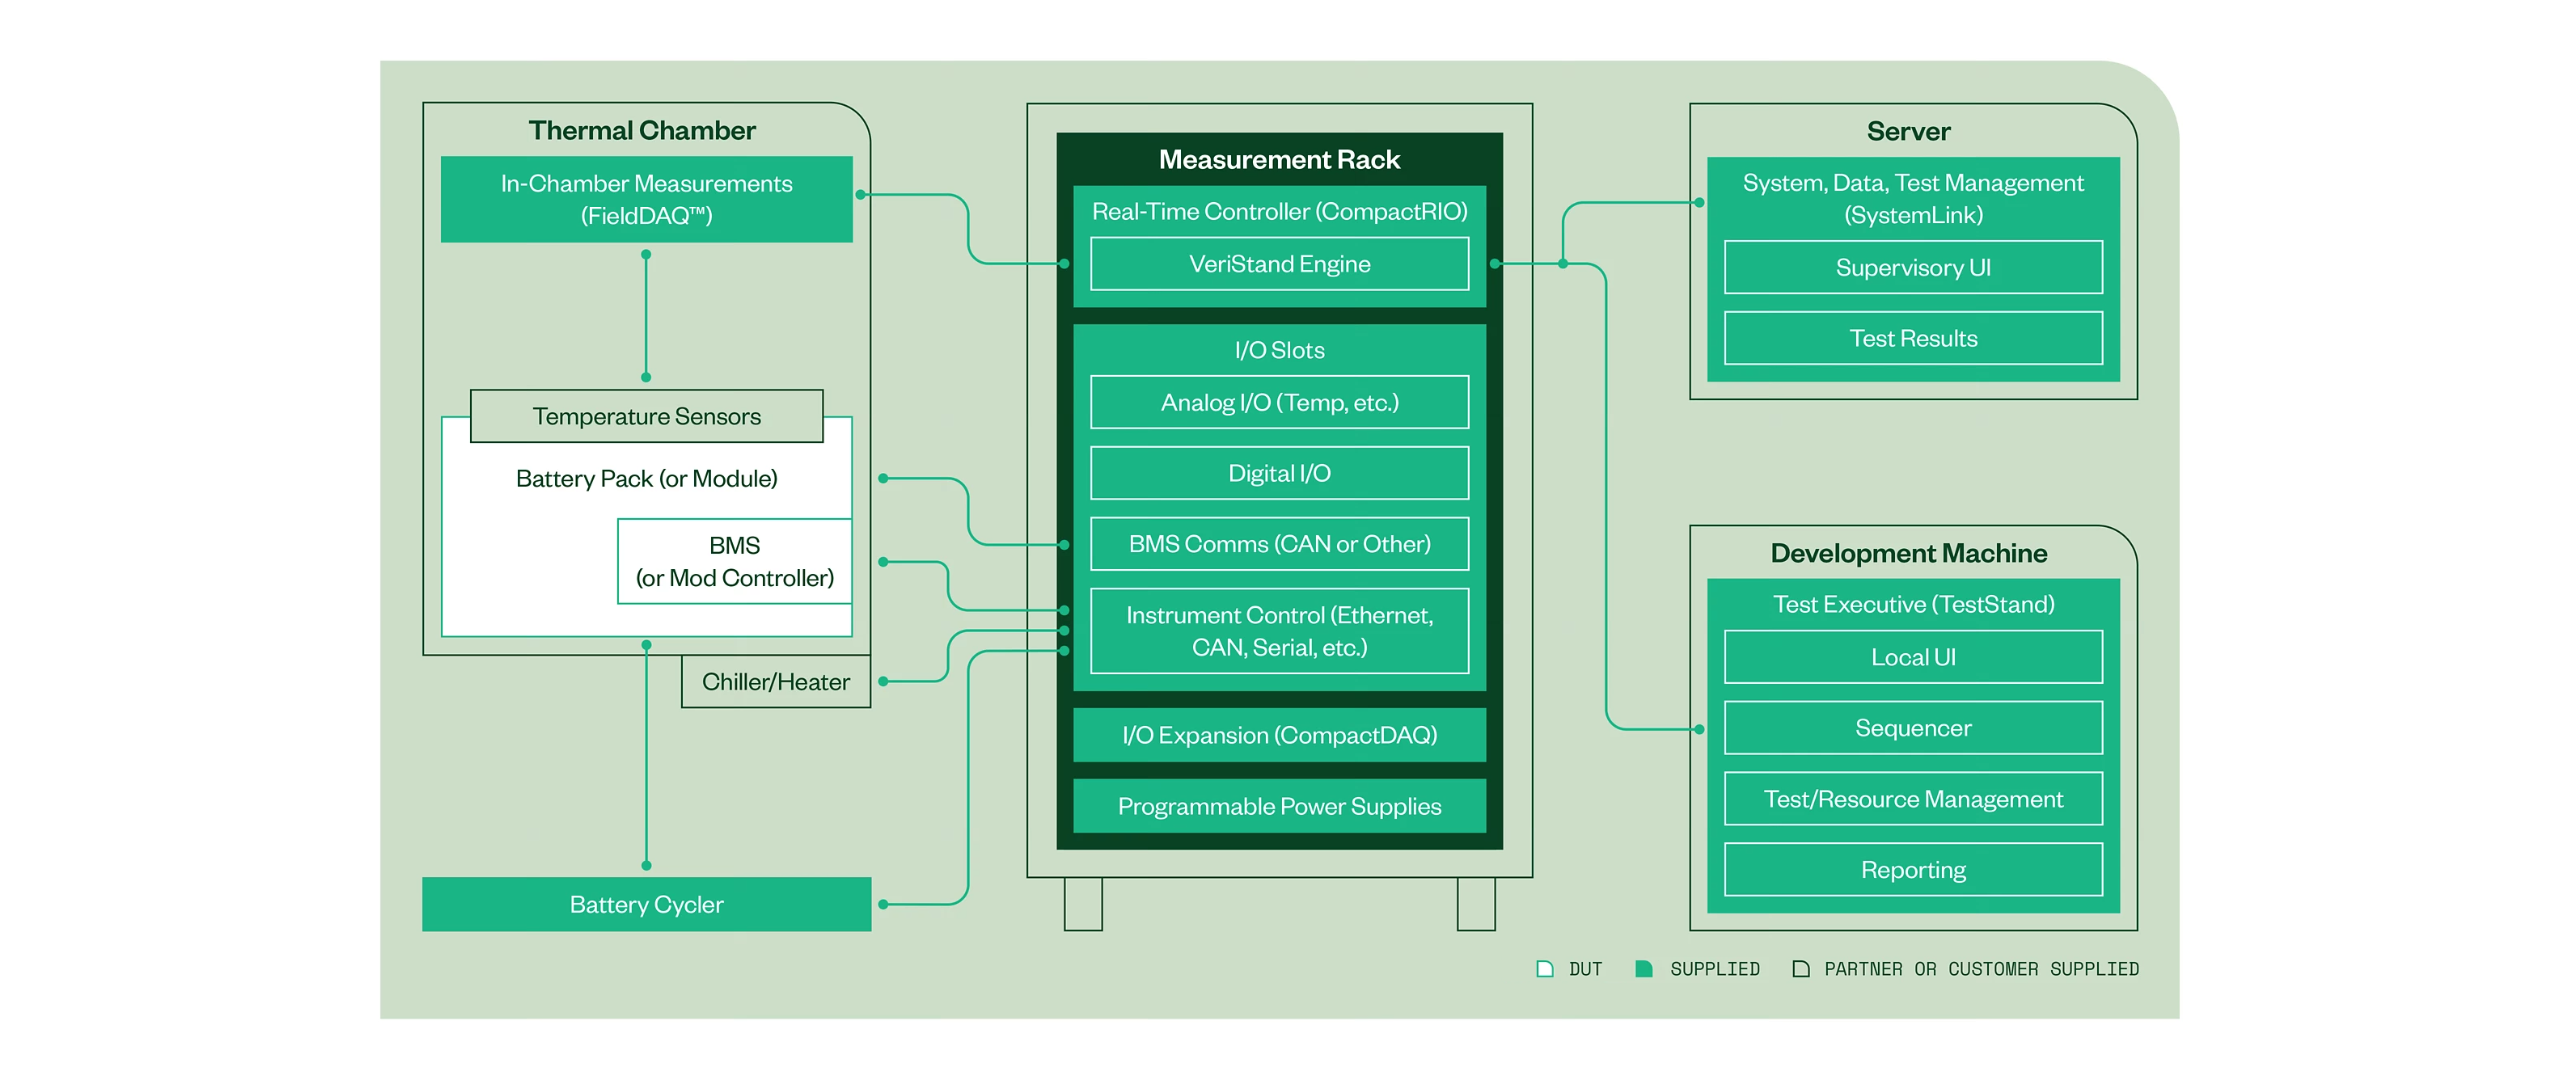 Thermal Chamber
In-Chamber Measurements
(FieldDAQ™)
Temperature Sensors
Battery Pack (or Module)
BMS
(or Mod Controller)
Chiller/Heater
Battery Cycler
Measurement Rack
Real-Time Controller (CompactRIO)
VeriStand Engine
I/O Slots
Analog I/O (Temp, etc.)
Digital I/O
BMS Comms (CAN or Other)
Instrument Control (Ethernet,
CAN, Serial, etc.)
I/O Expansion (CompactDAQ)
Programmable Power Supplies
Server
System, Data, Test Management
(SystemLink)
Supervisory UI
Test Results
Development Machine
Test Executive (TestStand)
Local UI
Sequencer
Test/Resource Management
Reporting
DUT SUPPLIED PARTNER OR CUSTOMER SUPPLIED